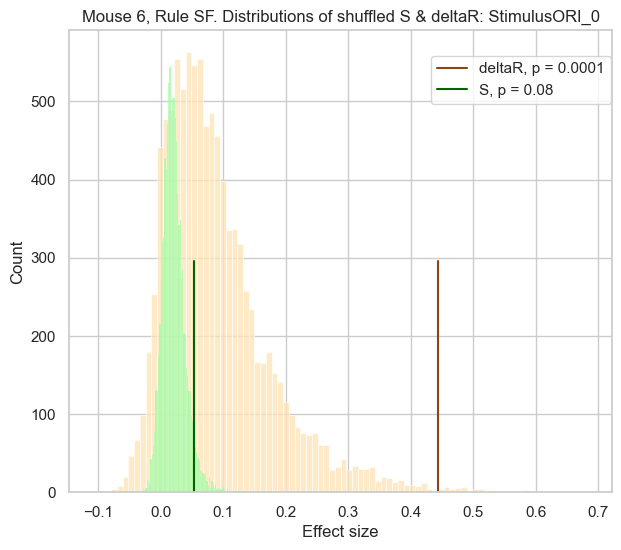 Mouse 6, Rule SF. Distributions of shuffled S & deltaR: StimulusORI_0
deltaR, p = 0.0001
S, p = 0.08
Count
500
400
300
200
100
0
−0.1 0.0 0.1 0.2 0.3 0.4 0.5 0.6 0.7
Effect size